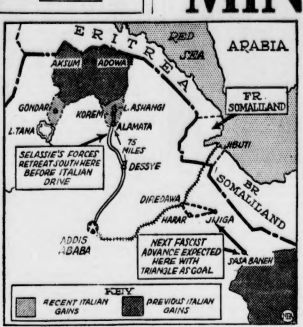 MIN
ERITREA
RED
SEA
ARABIA
AKSUM
ADOWA
FR.
SOMALILAND
GONDAR
KOREM
L.ASHANGI
L.TANA
ALAMATA
JIBUTI
75
MILES
SELASSIE'S FORCES
RETREAT SOUTH HERE
BEFORE ITALIAN
DRIVE
DESSYE
BR.
SOMALILAND
DIREDAWA
HARAR
JIJIGA
ADDIS
ABABA
NEXT FASCIST
ADVANCE EXPECTED
HERE WITH
TRIANGLE AS GOAL
SASA BANEH
KEY
RECENT ITALIAN
GAINS
PREVIOUS ITALIAN
GAINS